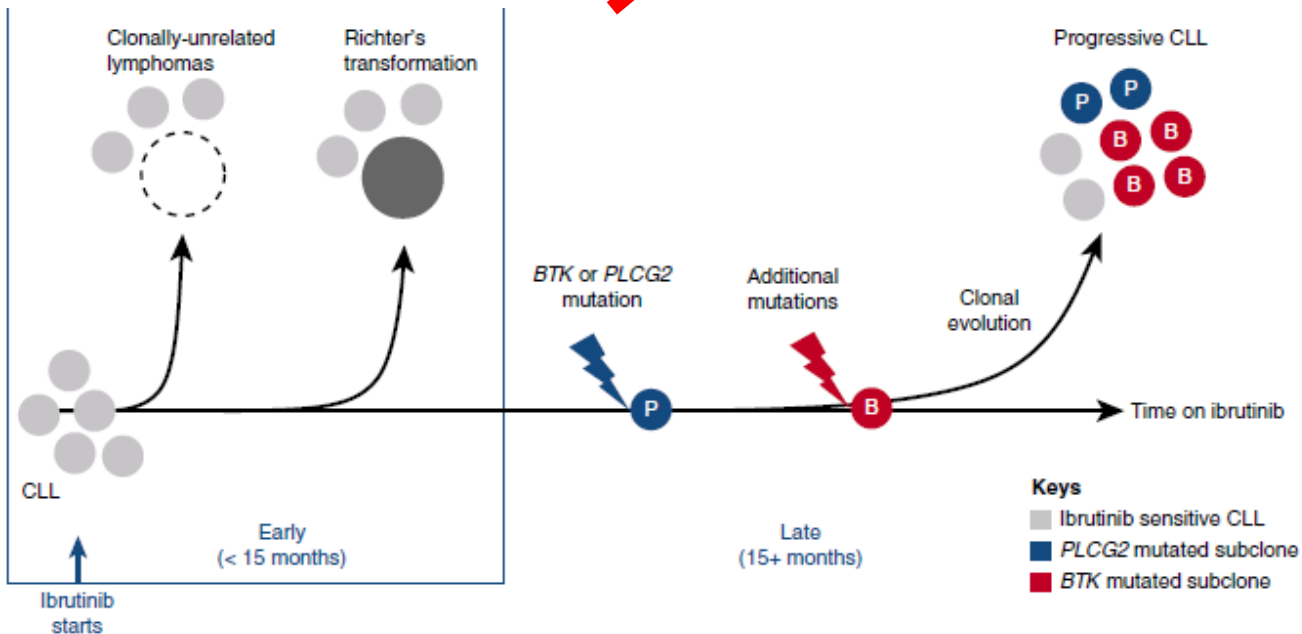 Clonally-unrelated
lymphomas
Richter's
transformation
Progressive CLL
P
P
B
B
B
B
BTK or PLCG2
mutation
Additional
mutations
Clonal
evolution
P
B
Time on ibrutinib
CLL
Early
(< 15 months)
Late
(15+ months)
Ibrutinib
starts
Keys
Ibrutinib sensitive CLL
PLCG2 mutated subclone
BTK mutated subclone